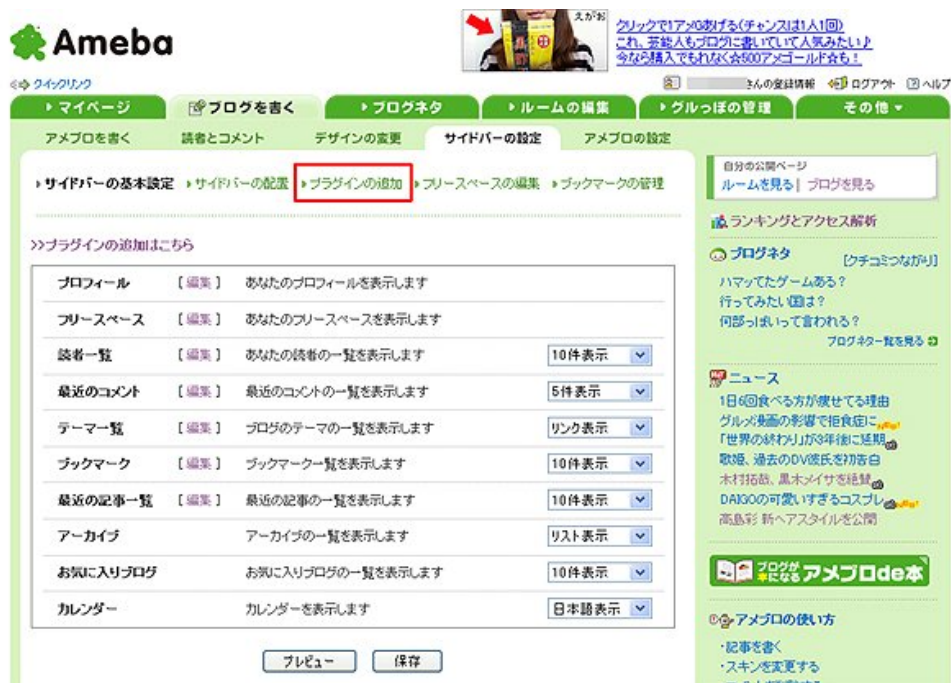 Ameba
えがお
クリックで1アメGあげる(チャンスは1人1回)
これ、芸能人もブログに書いていて人気みたい♪
今なら購入でもれなく☆500アメゴールド☆も!
クイックリンク
さんの登録情報 ログアウト ヘルプ
マイページ ブログを書く ブログネタ ルームの編集 グルっぽの管理 その他
アメブロを書く 読者とコメント デザインの変更 サイドバーの設定 アメブロの設定
サイドバーの基本設定 サイドバーの配置 プラグインの追加 フリースペースの編集 ブックマークの管理
>>プラグインの追加はこちら
プロフィール [編集] あなたのプロフィールを表示します
フリースペース [編集] あなたのフリースペースを表示します
読者一覧 [編集] あなたの読者の一覧を表示します 10件表示
最近のコメント [編集] 最近のコメントの一覧を表示します 5件表示
テーマ一覧 [編集] ブログのテーマの一覧を表示します リンク表示
ブックマーク [編集] ブックマーク一覧を表示します 10件表示
最近の記事一覧 [編集] 最近の記事の一覧を表示します 10件表示
アーカイブ アーカイブの一覧を表示します リスト表示
お気に入りブログ お気に入りブログの一覧を表示します 10件表示
カレンダー カレンダーを表示します 日本語表示
プレビュー 保存
自分の公開ページ
ルームを見る | ブログを見る
ランキングとアクセス解析
ブログネタ [クチコミつながり]
ハマッてたゲームある?
行ってみたい国は?
何部っぽいって言われる?
ブログネタ一覧を見る
ニュース
1日6回食べる方が痩せてる理由
グルメ漫画の影響で拒食症に
「世界の終わり」が3年後に延期
歌姫、過去のDV彼氏を初告白
木村拓哉、黒木メイサを絶賛
DAIGOの可愛いすぎるコスプレ
高島彩 新ヘアスタイルを公開
ブログが本になる アメブロde本
アメブロの使い方
・記事を書く
・スキンを変更する